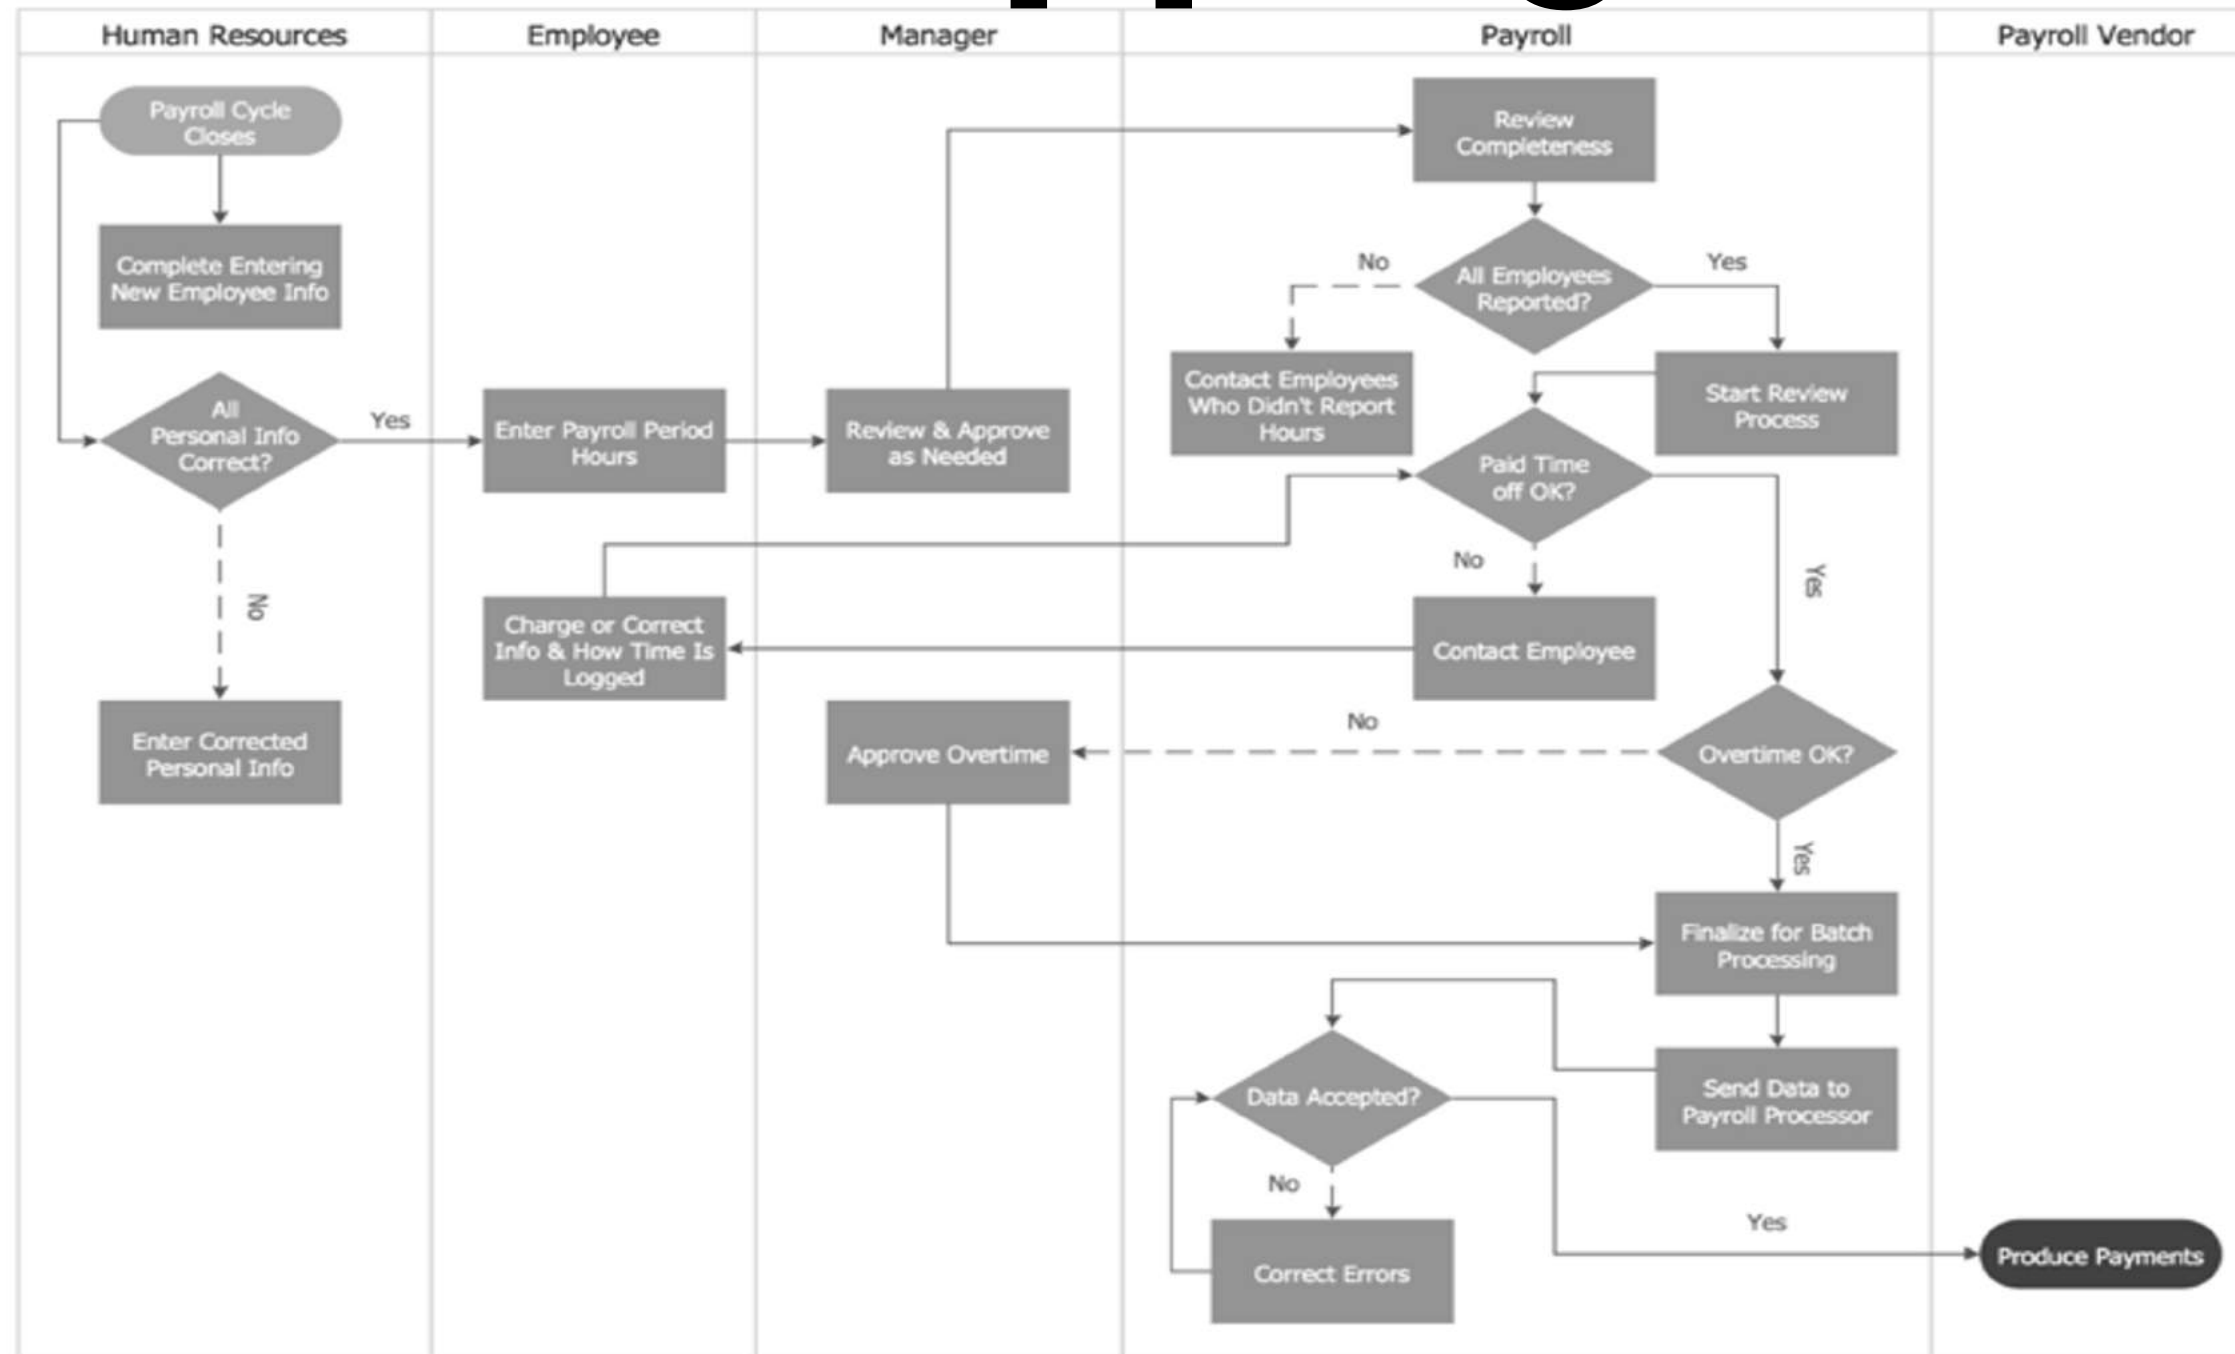 Human Resources
Employee
Manager
Payroll
Payroll Vendor
Payroll Cycle
Closes
Complete Entering
New Employee Info
All
Personal Info
Correct?
Yes
No
Enter Corrected
Personal Info
Enter Payroll Period
Hours
Charge or Correct
Info & How Time Is
Logged
Review & Approve
as Needed
Approve Overtime
Review
Completeness
All Employees
Reported?
No
Yes
Contact Employees
Who Didn't Report
Hours
Start Review
Process
Paid Time
off OK?
No
Yes
Contact Employee
No
Overtime OK?
Yes
Finalize for Batch
Processing
Send Data to
Payroll Processor
Data Accepted?
No
Yes
Correct Errors
Produce Payments